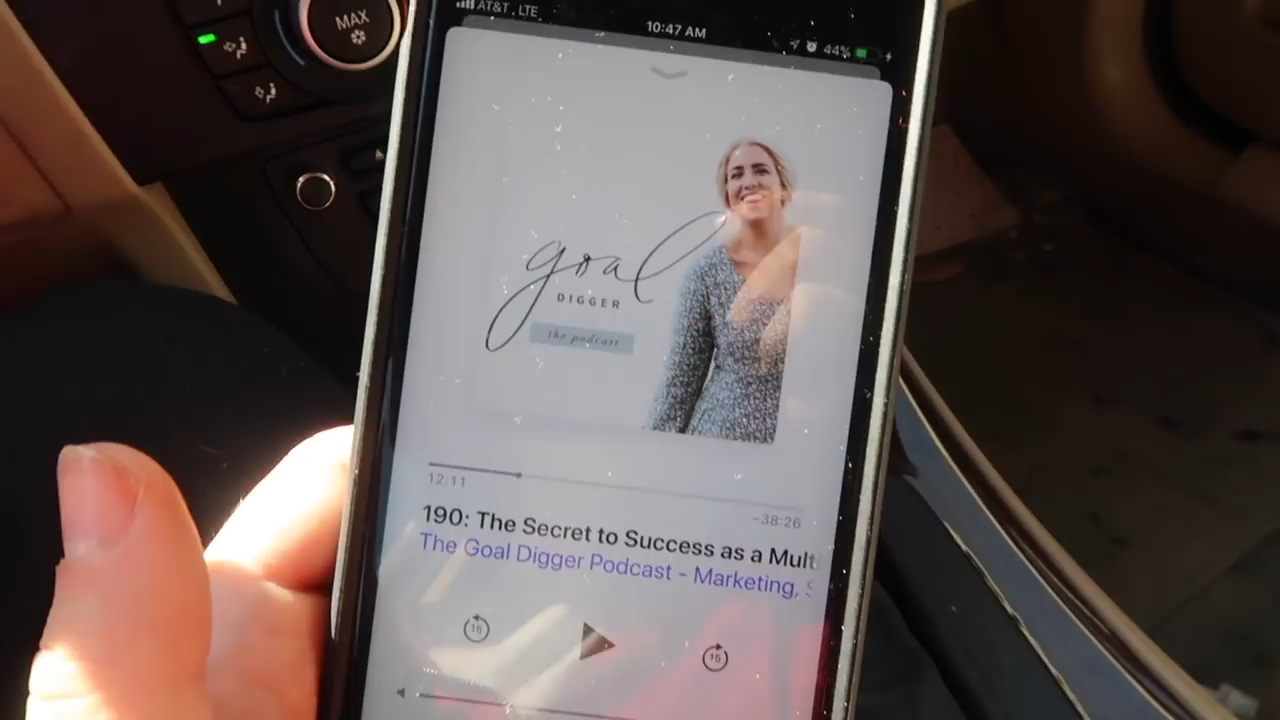 MAX
AT&T LTE
10:47 AM
44%
goal
DIGGER
the podcast
12:11
-38:26
190: The Secret to Success as a Mult
The Goal Digger Podcast - Marketing, S
15
15